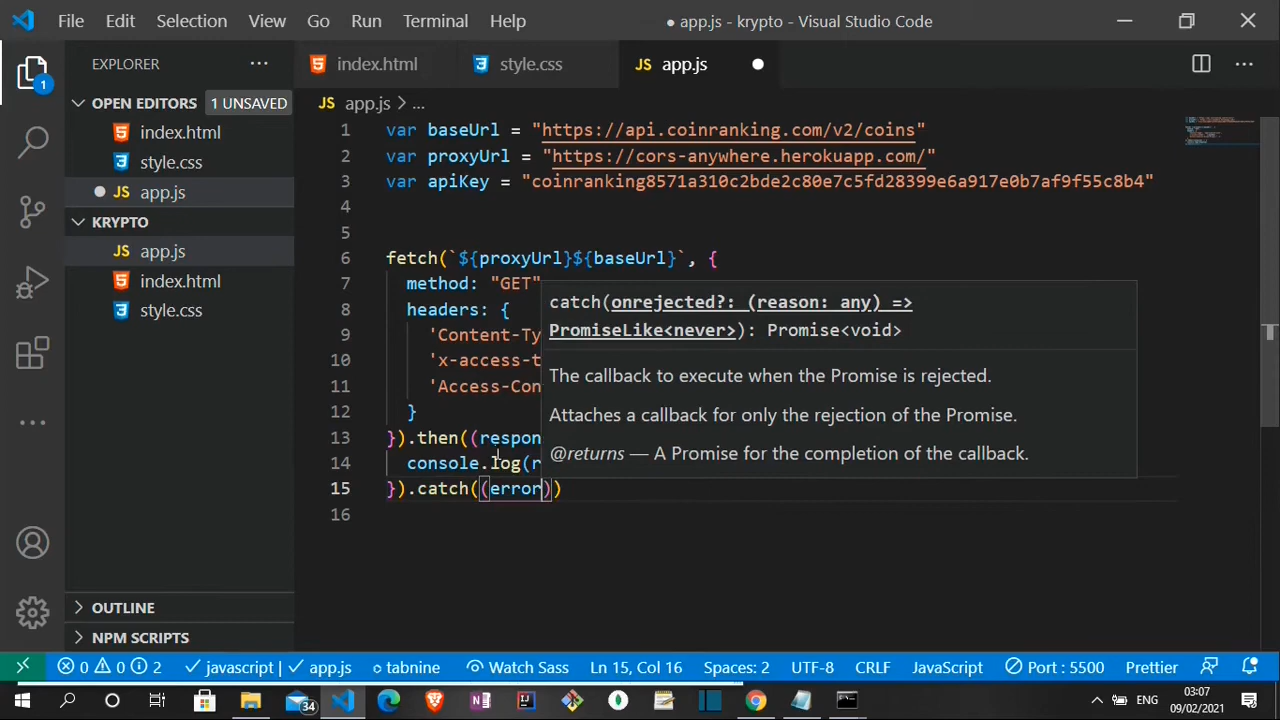 File Edit Selection View Go Run Terminal Help
● app.js - krypto - Visual Studio Code
EXPLORER
OPEN EDITORS 1 UNSAVED
index.html
style.css
app.js
KRYPTO
app.js
index.html
style.css
OUTLINE
NPM SCRIPTS
index.html style.css JS app.js
JS app.js > ...
1 var baseUrl = "https://api.coinranking.com/v2/coins"
2 var proxyUrl = "https://cors-anywhere.herokuapp.com/"
3 var apiKey = "coinranking8571a310c2bde2c80e7c5fd28399e6a917e0b7af9f55c8b4"
4
5
6 fetch(`${proxyUrl}${baseUrl}`, {
7 method: "GET"
8 headers: {
9 'Content-Ty
10 'x-access-t
11 'Access-Con
12 }
13 }).then((respon
14 console.log(r
15 }).catch((error))
16
catch(onrejected?: (reason: any) =>
PromiseLike<never>): Promise<void>
The callback to execute when the Promise is rejected.
Attaches a callback for only the rejection of the Promise.
@returns — A Promise for the completion of the callback.
0 0 2 javascript | app.js tabnine Watch Sass Ln 15, Col 16 Spaces: 2 UTF-8 CRLF JavaScript Port : 5500 Prettier
34 ENG 03:07
09/02/2021